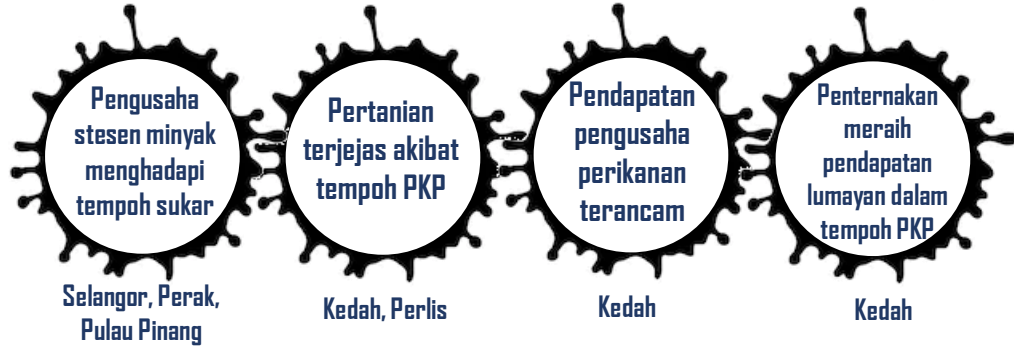 Pengusaha
stesen minyak
menghadapi
tempoh sukar
Selangor, Perak,
Pulau Pinang
Pertanian
terjejas akibat
tempoh PKP
Kedah, Perlis
Pendapatan
pengusaha
perikanan
terancam
Kedah
Penternakan
meraih
pendapatan
lumayan dalam
tempoh PKP
Kedah